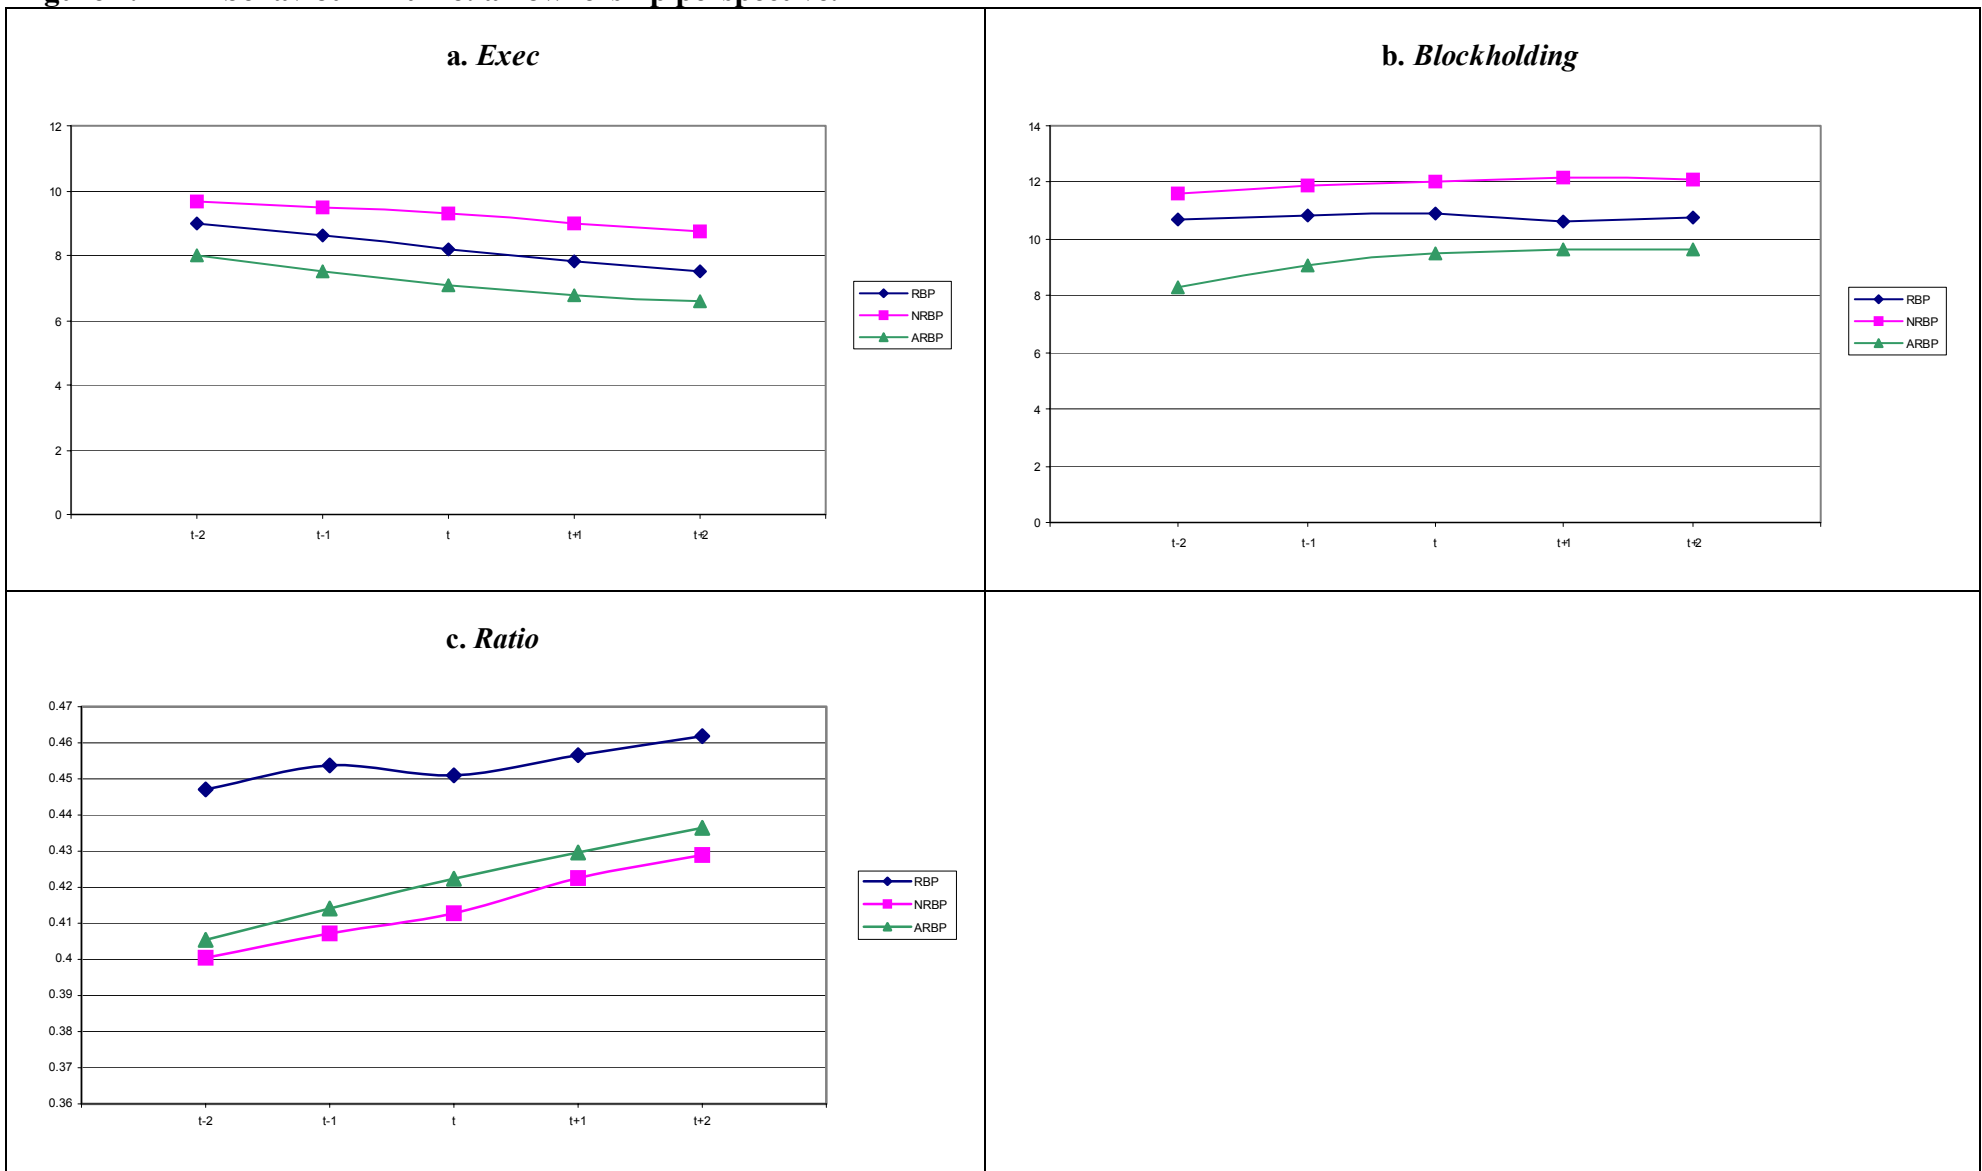 a. Exec
12
10
8
6
4
2
0
t-2 t-1 t t+1 t+2
RBP
NRBP
ARBP
b. Blockholding
14
12
10
8
6
4
2
0
t-2 t-1 t t+1 t+2
RBP
NRBP
ARBP
c. Ratio
0.47
0.46
0.45
0.44
0.43
0.42
0.41
0.4
0.39
0.38
0.37
0.36
t-2 t-1 t t+1 t+2
RBP
NRBP
ARBP